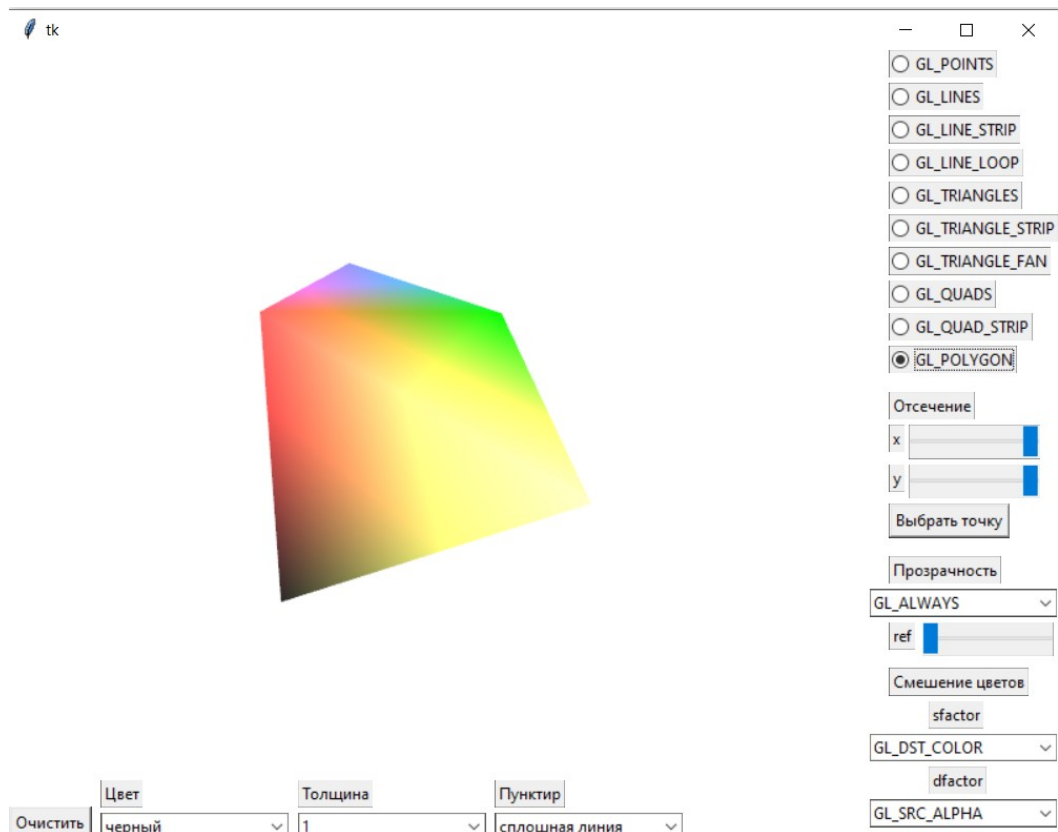 tk
GL_POINTS
GL_LINES
GL_LINE_STRIP
GL_LINE_LOOP
GL_TRIANGLES
GL_TRIANGLE_STRIP
GL_TRIANGLE_FAN
GL_QUADS
GL_QUAD_STRIP
GL_POLYGON
Отсечение
x
y
Выбрать точку
Прозрачность
GL_ALWAYS
ref
Смешение цветов
sfactor
GL_DST_COLOR
dfactor
GL_SRC_ALPHA
Цвет
Толщина
Пунктир
Очистить
черный
1
сплошная линия